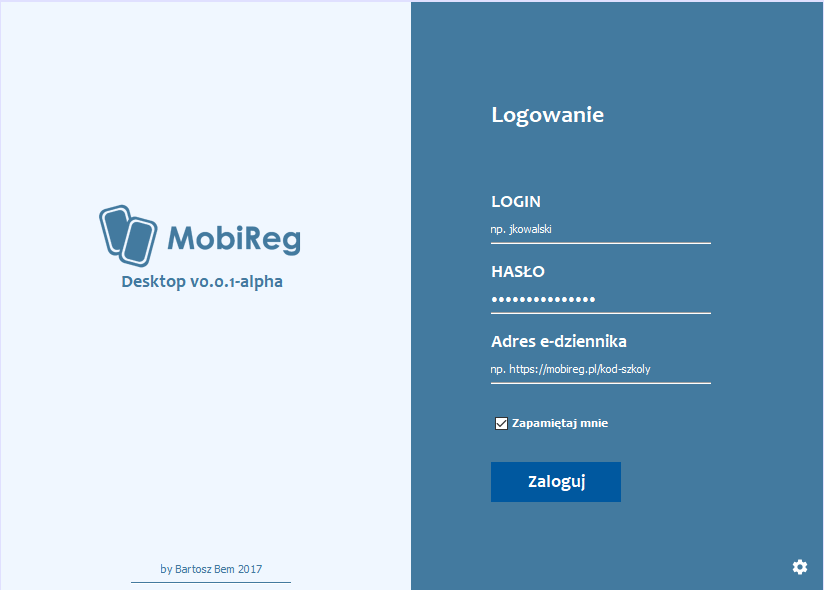 MobiReg
Desktop v0.0.1-alpha
by Bartosz Bem 2017
Logowanie
LOGIN
np. jkowalski
HASŁO
•••••••••••••••
Adres e-dziennika
np. https://mobireg.pl/kod-szkoly
Zapamiętaj mnie
Zaloguj